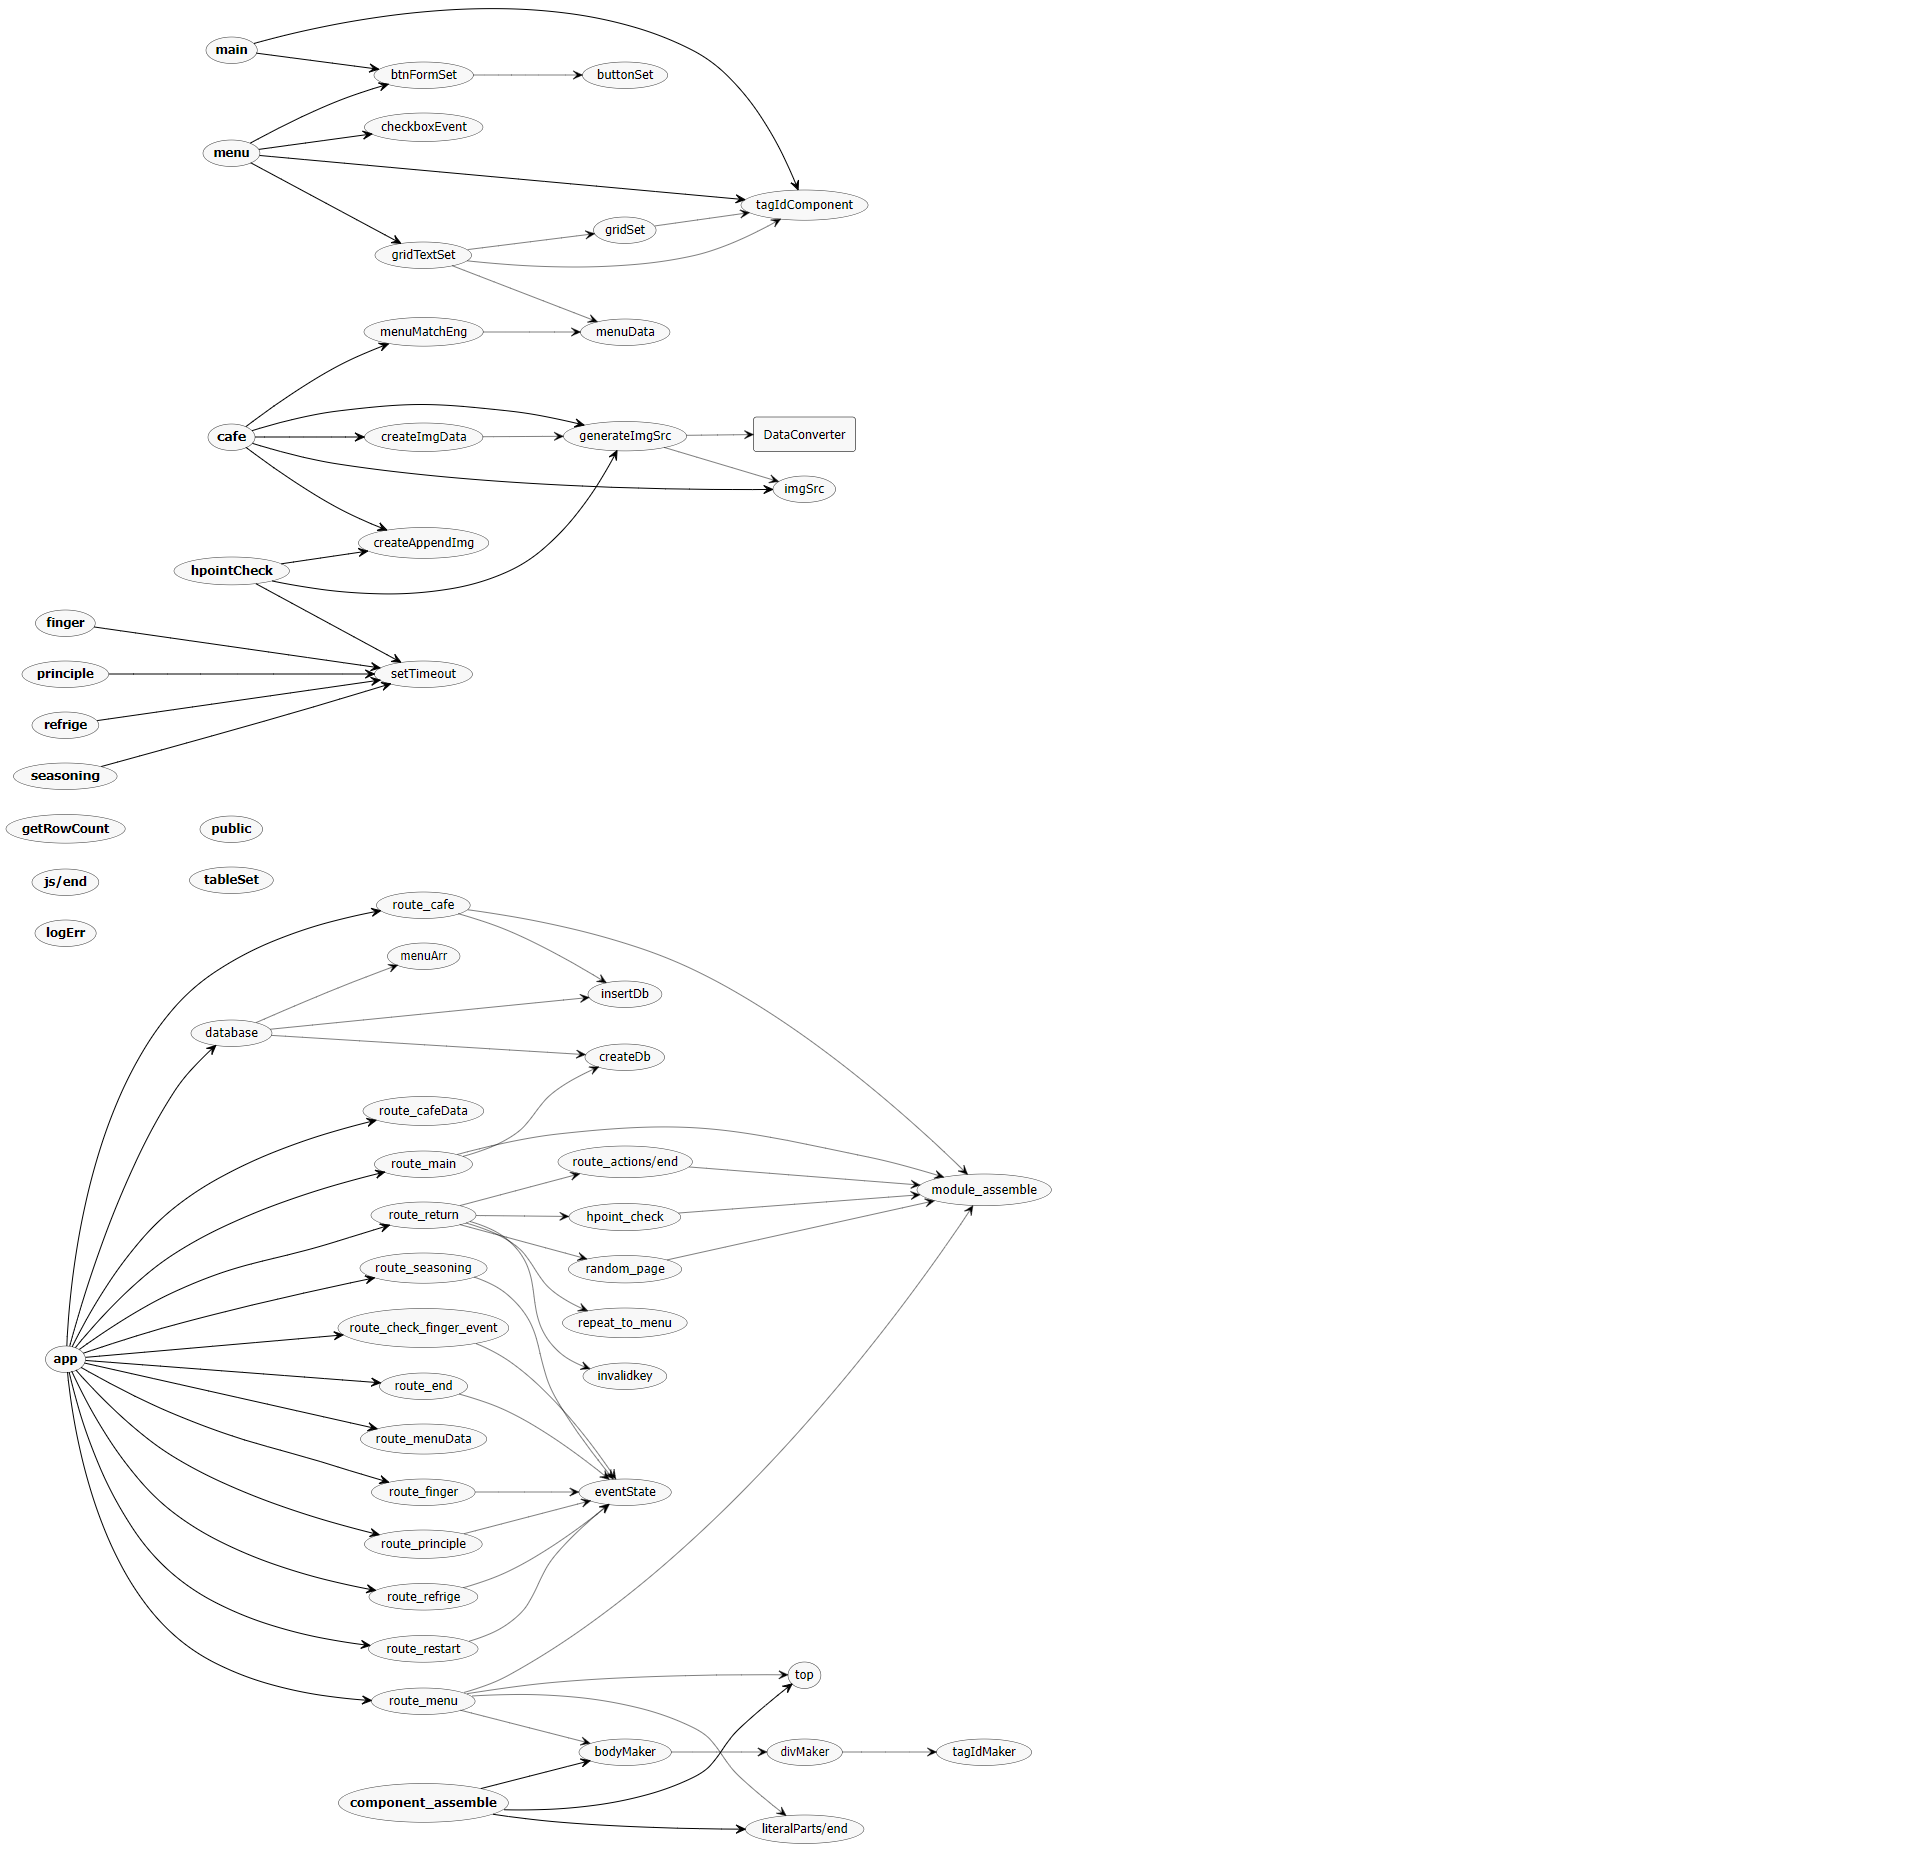 main
btnFormSet
buttonSet
checkboxEvent
menu
tagIdComponent
gridSet
gridTextSet
menuMatchEng
menuData
cafe
createImgData
generateImgSrc
DataConverter
imgSrc
createAppendImg
hpointCheck
finger
principle
setTimeout
refrige
seasoning
getRowCount
public
js/end
tableSet
logErr
route_cafe
menuArr
insertDb
database
createDb
route_cafeData
route_main
route_actions/end
module_assemble
route_return
hpoint_check
route_seasoning
random_page
route_check_finger_event
repeat_to_menu
app
invalidkey
route_end
route_menuData
route_finger
eventState
route_principle
route_refrige
route_restart
top
route_menu
bodyMaker
divMaker
tagIdMaker
component_assemble
literalParts/end